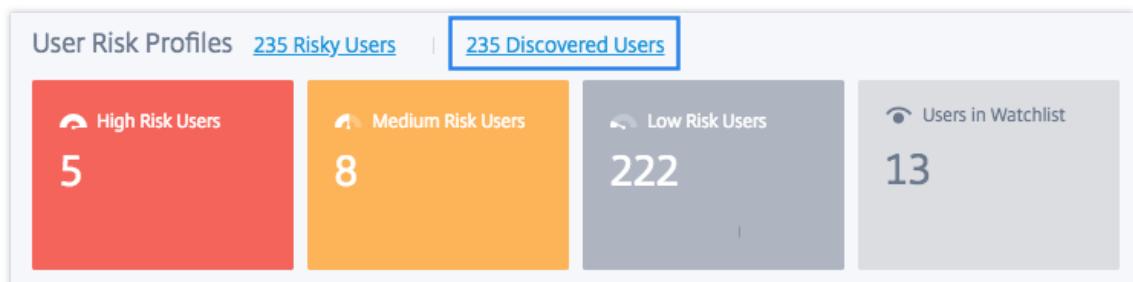 User Risk Profiles 235 Risky Users | 235 Discovered Users
High Risk Users
5
Medium Risk Users
8
Low Risk Users
222
Users in Watchlist
13